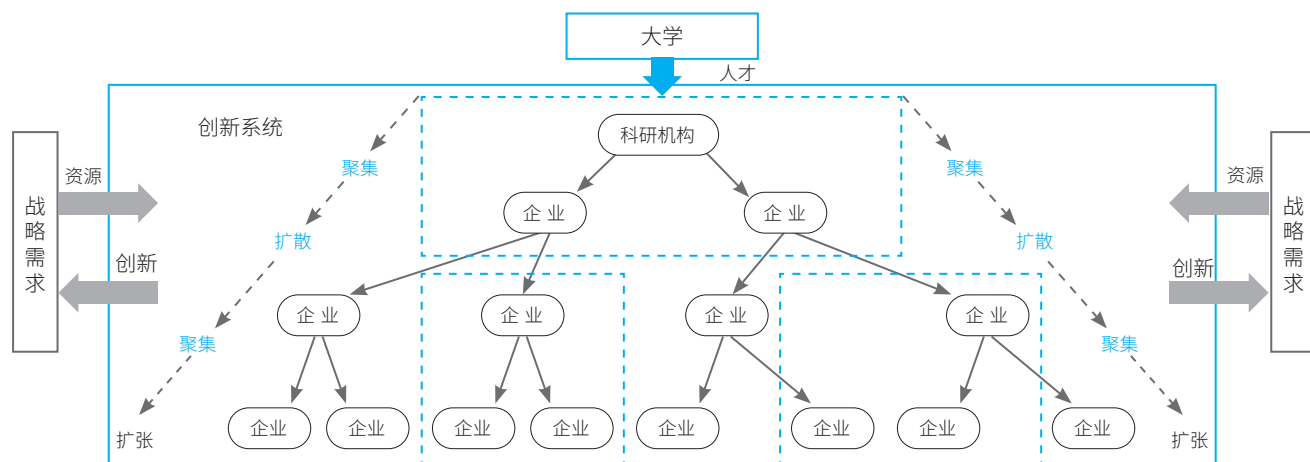 大学
人才
创新系统
科研机构
聚集
聚集
资源
资源
战略需求
战略需求
企 业
企 业
扩散
扩散
创新
创新
企 业
企 业
企 业
企 业
聚集
聚集
扩张
企业
企业
企业
企业
企业
企业
企业
企业
扩张